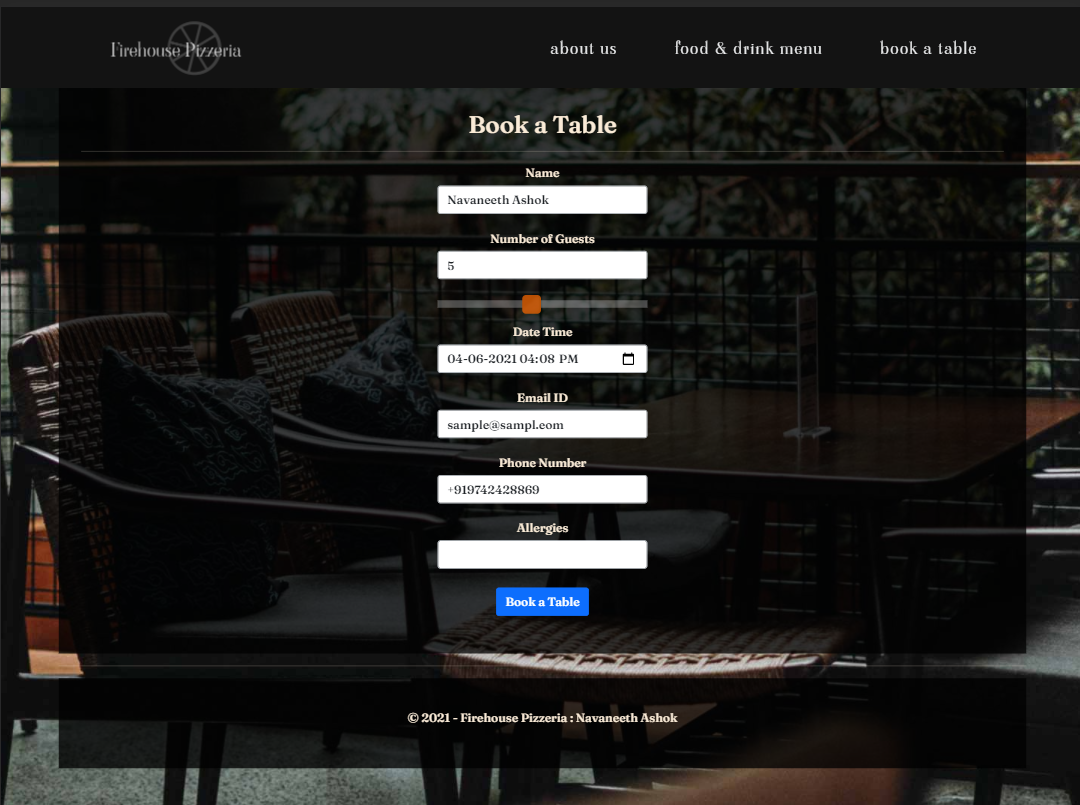 Firehouse Pizzeria
about us
food & drink menu
book a table
Book a Table
Name
Navaneeth Ashok
Number of Guests
5
Date Time
04-06-2021 04:08 PM
Email ID
sample@sampl.com
Phone Number
+919742428869
Allergies
Book a Table
© 2021 - Firehouse Pizzeria : Navaneeth Ashok